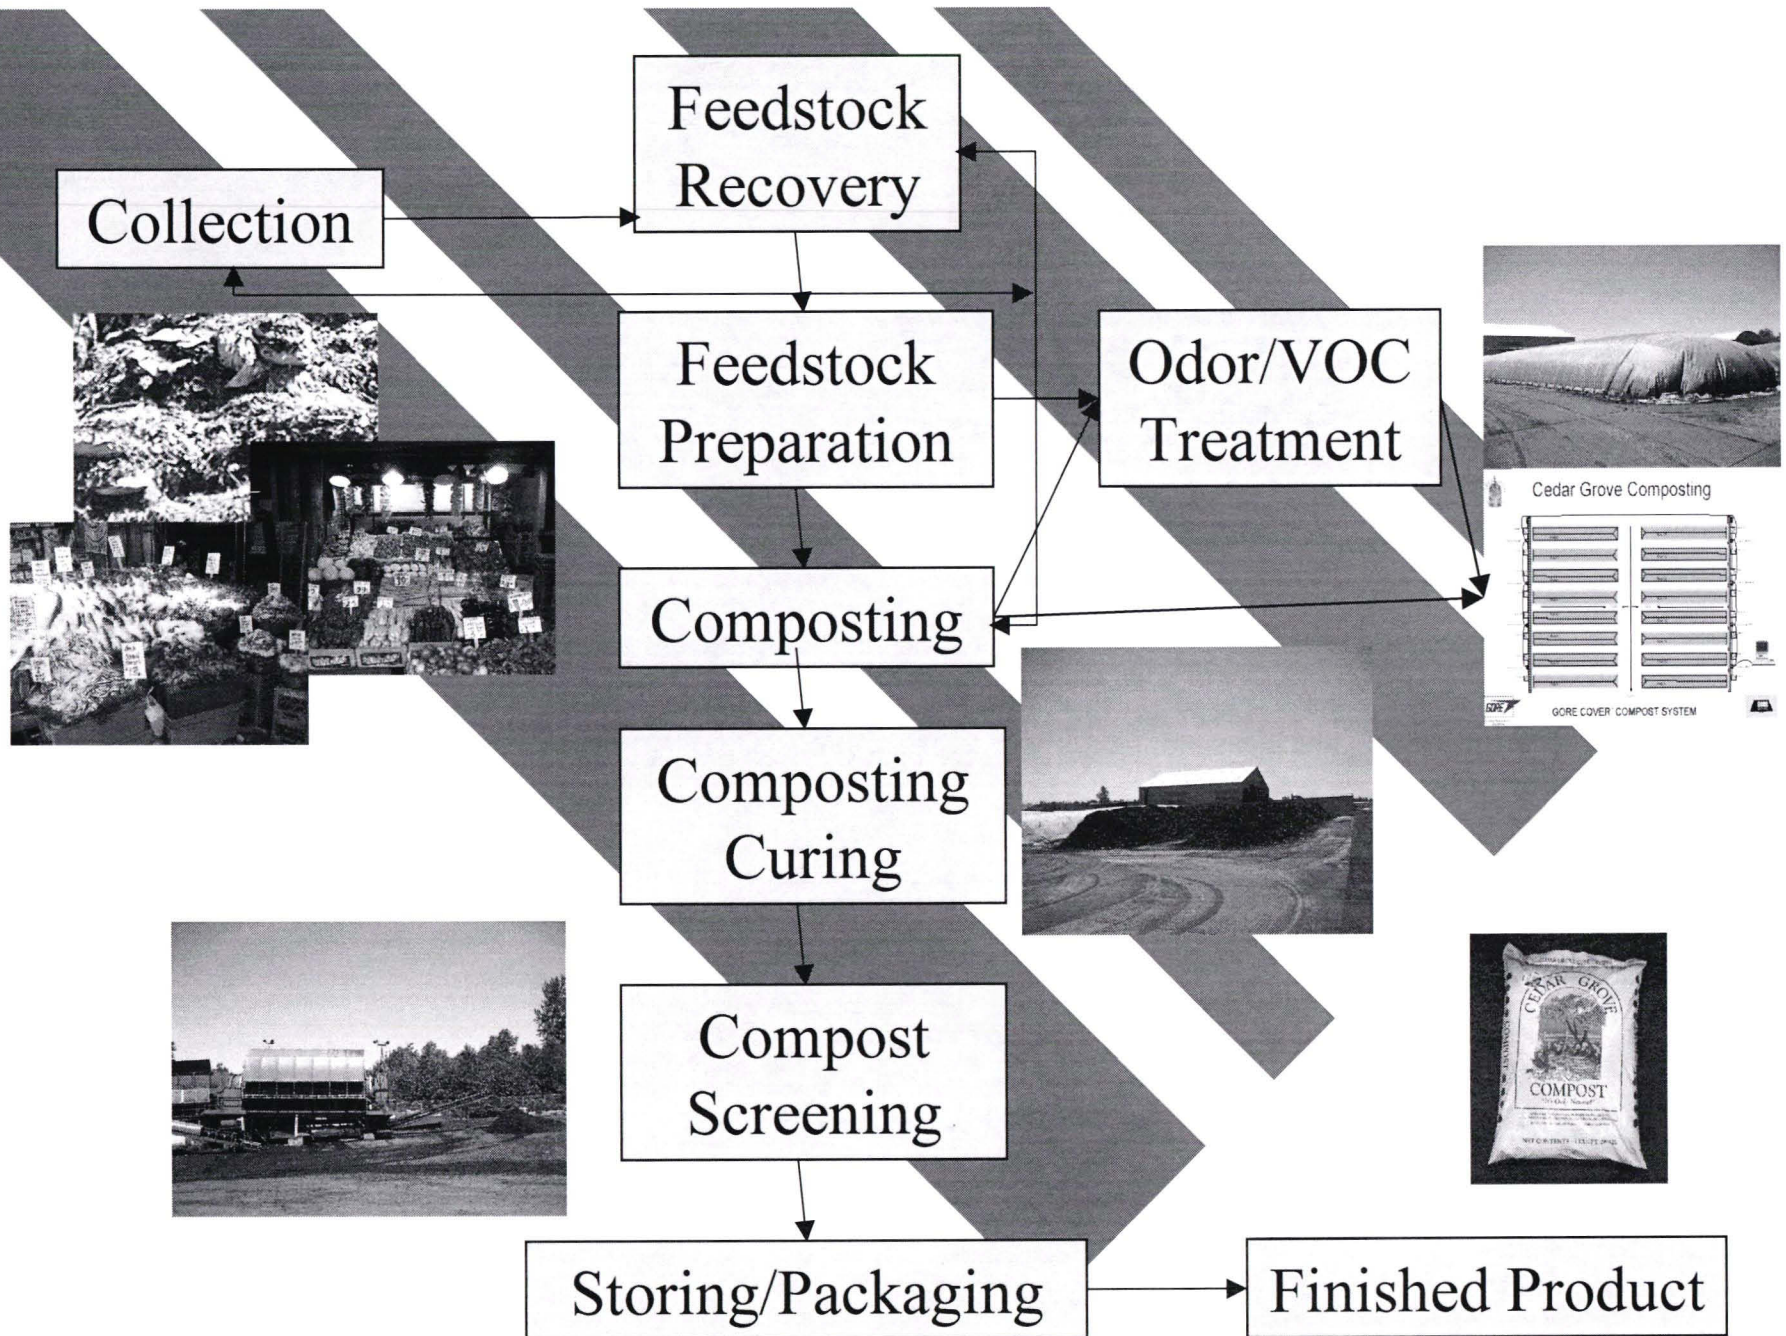 Feedstock
Recovery
Collection
Feedstock
Preparation
Odor/VOC
Treatment
Cedar Grove Composting
GORE
GORE COVER COMPOST SYSTEM
Composting
Composting
Curing
Compost
Screening
CEDAR GROVE
COMPOST
Storing/Packaging
Finished Product